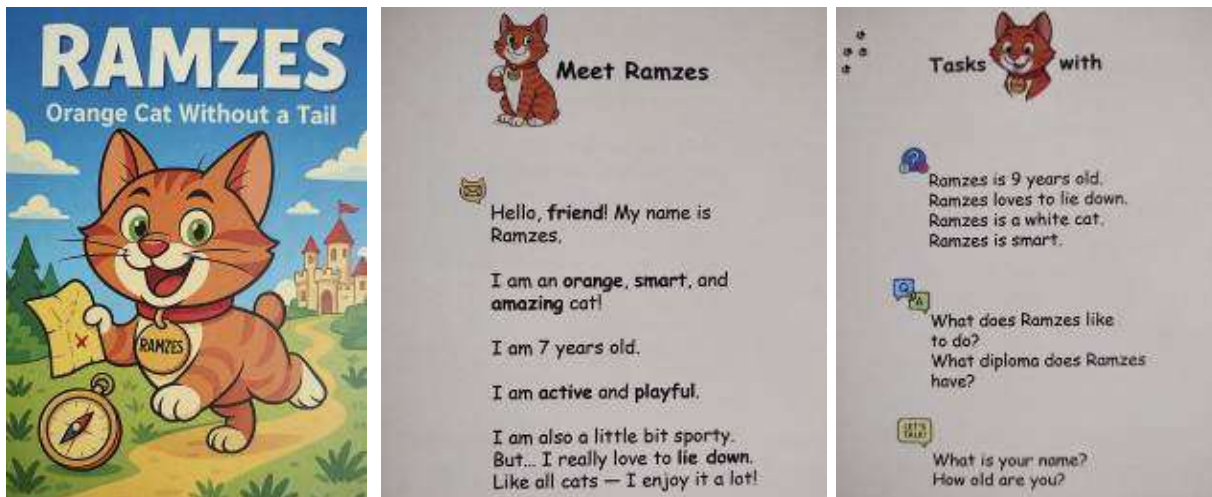 RAMZES
Orange Cat Without a Tail
RAMZES
Meet Ramzes
Hello, friend! My name is
Ramzes.
I am an orange, smart, and
amazing cat!
I am 7 years old.
I am active and playful.
I am also a little bit sporty.
But... I really love to lie down.
Like all cats — I enjoy it a lot!
Tasks with
?
Ramzes is 9 years old.
Ramzes loves to lie down.
Ramzes is a white cat.
Ramzes is smart.
Q
A
What does Ramzes like
to do?
What diploma does Ramzes
have?
LET'S
TALK!
What is your name?
How old are you?